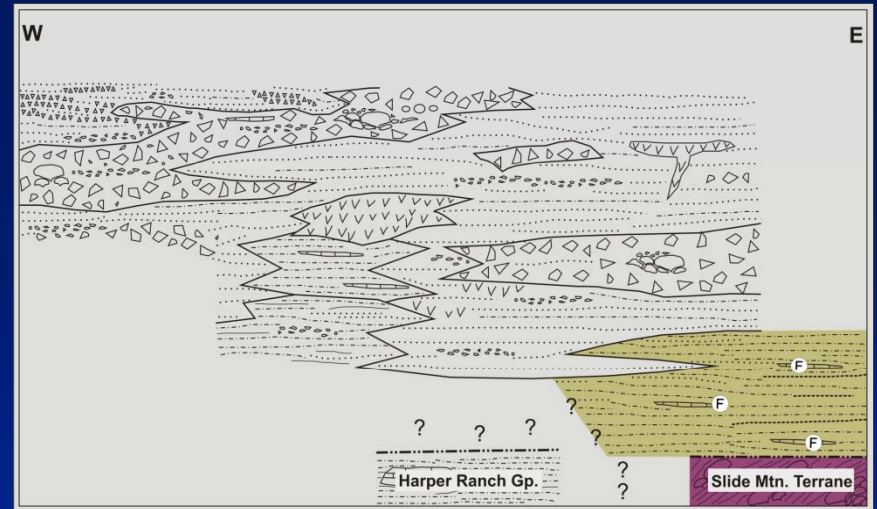 W
E
F
F
F
?
? ? ?
?
Harper Ranch Gp.
?
?
Slide Mtn. Terrane